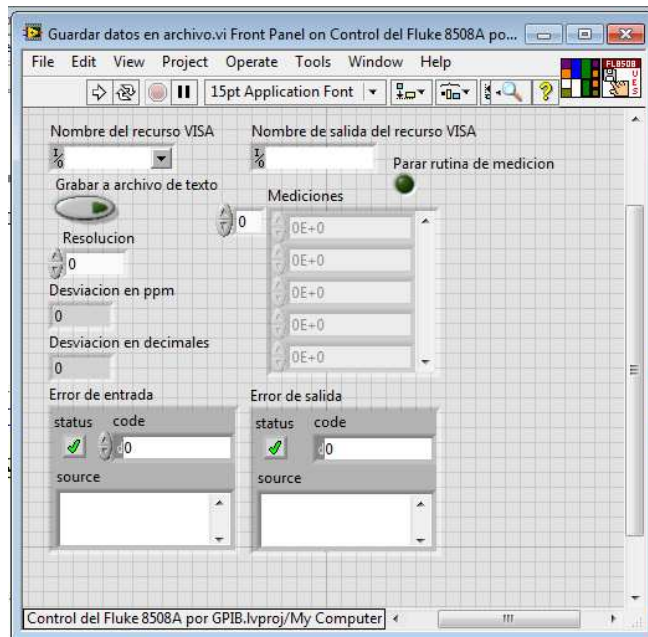 Guardar datos en archivo.vi Front Panel on Control del Fluke 8508A po...
File Edit View Project Operate Tools Window Help
15pt Application Font
FL8508
U
E
S
Nombre del recurso VISA
Nombre de salida del recurso VISA
I/O
I/O
Parar rutina de medicion
Grabar a archivo de texto
Mediciones
0
0E+0
0E+0
0E+0
0E+0
0E+0
Resolucion
0
Desviacion en ppm
0
Desviacion en decimales
0
Error de entrada
Error de salida
status code
d0
source
status code
d0
source
Control del Fluke 8508A por GPIB.lvproj/My Computer